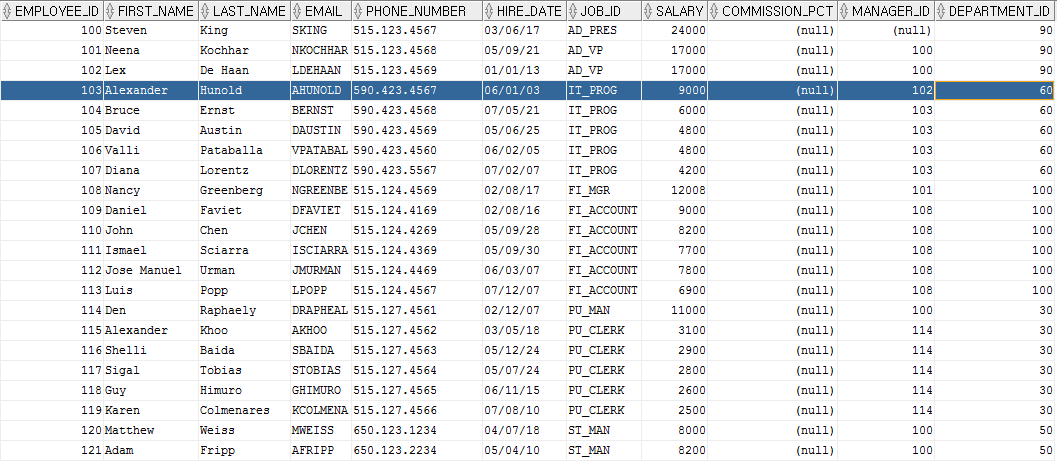 EMPLOYEE_ID FIRST_NAME LAST_NAME EMAIL PHONE_NUMBER HIRE_DATE JOB_ID SALARY COMMISSION_PCT MANAGER_ID DEPARTMENT_ID
100 Steven King SKING 515.123.4567 03/06/17 AD_PRES 24000 (null) (null) 90
101 Neena Kochhar NKOCHHAR 515.123.4568 05/09/21 AD_VP 17000 (null) 100 90
102 Lex De Haan LDEHAAN 515.123.4569 01/01/13 AD_VP 17000 (null) 100 90
103 Alexander Hunold AHUNOLD 590.423.4567 06/01/03 IT_PROG 9000 (null) 102 60
104 Bruce Ernst BERNST 590.423.4568 07/05/21 IT_PROG 6000 (null) 103 60
105 David Austin DAUSTIN 590.423.4569 05/06/25 IT_PROG 4800 (null) 103 60
106 Valli Pataballa VPATABAL 590.423.4560 06/02/05 IT_PROG 4800 (null) 103 60
107 Diana Lorentz DLORENTZ 590.423.5567 07/02/07 IT_PROG 4200 (null) 103 60
108 Nancy Greenberg NGREENBE 515.124.4569 02/08/17 FI_MGR 12008 (null) 101 100
109 Daniel Faviet DFAVIET 515.124.4169 02/08/16 FI_ACCOUNT 9000 (null) 108 100
110 John Chen JCHEN 515.124.4269 05/09/28 FI_ACCOUNT 8200 (null) 108 100
111 Ismael Sciarra ISCIARRA 515.124.4369 05/09/30 FI_ACCOUNT 7700 (null) 108 100
112 Jose Manuel Urman JMURMAN 515.124.4469 06/03/07 FI_ACCOUNT 7800 (null) 108 100
113 Luis Popp LPOPP 515.124.4567 07/12/07 FI_ACCOUNT 6900 (null) 108 100
114 Den Raphaely DRAPHEAL 515.127.4561 02/12/07 PU_MAN 11000 (null) 100 30
115 Alexander Khoo AKHOO 515.127.4562 03/05/18 PU_CLERK 3100 (null) 114 30
116 Shelli Baida SBAIDA 515.127.4563 05/12/24 PU_CLERK 2900 (null) 114 30
117 Sigal Tobias STOBIAS 515.127.4564 05/07/24 PU_CLERK 2800 (null) 114 30
118 Guy Himuro GHIMURO 515.127.4565 06/11/15 PU_CLERK 2600 (null) 114 30
119 Karen Colmenares KCOLMENA 515.127.4566 07/08/10 PU_CLERK 2500 (null) 114 30
120 Matthew Weiss MWEISS 650.123.1234 04/07/18 ST_MAN 8000 (null) 100 50
121 Adam Fripp AFRIPP 650.123.2234 05/04/10 ST_MAN 8200 (null) 100 50